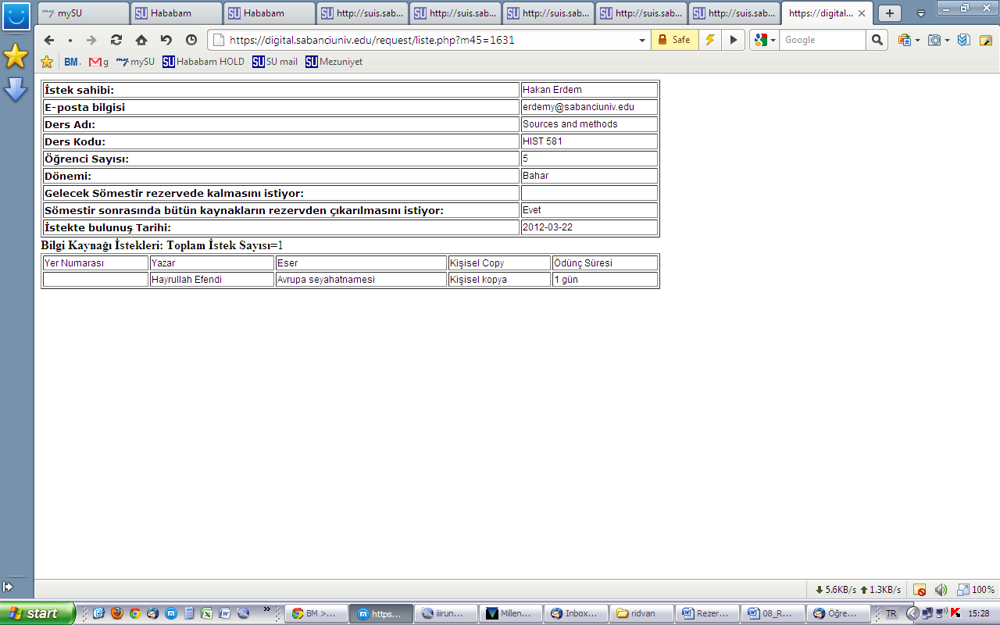 mySU Hababam Hababam http://suis.sab... http://suis.sab... http://suis.sab... http://suis.sab... http://suis.sab... https://digital...
https://digital.sabanciuniv.edu/request/liste.php?m45=1631 Safe Google
BM. g my mySU SU Hababam HOLD SU SU mail SU Mezuniyet
İstek sahibi: Hakan Erdem
E-posta bilgisi erdemy@sabanciuniv.edu
Ders Adı: Sources and methods
Ders Kodu: HIST 581
Öğrenci Sayısı: 5
Dönemi: Bahar
Gelecek Sömestir rezervede kalmasını istiyor:
Sömestir sonrasında bütün kaynakların rezervden çıkarılmasını istiyor: Evet
İstekte bulunuş Tarihi: 2012-03-22
Bilgi Kaynağı İstekleri: Toplam İstek Sayısı=1
Yer Numarası Yazar Eser Kişisel Copy Ödünç Süresi
Hayrullah Efendi Avrupa seyahatnamesi Kişisel kopya 1 gün
5.6KB/s 1.3KB/s 100%
start BM >... https... iiirun... Millen... Inbox... ridvan Rezer... 08_R... Öğre... TR 15:28